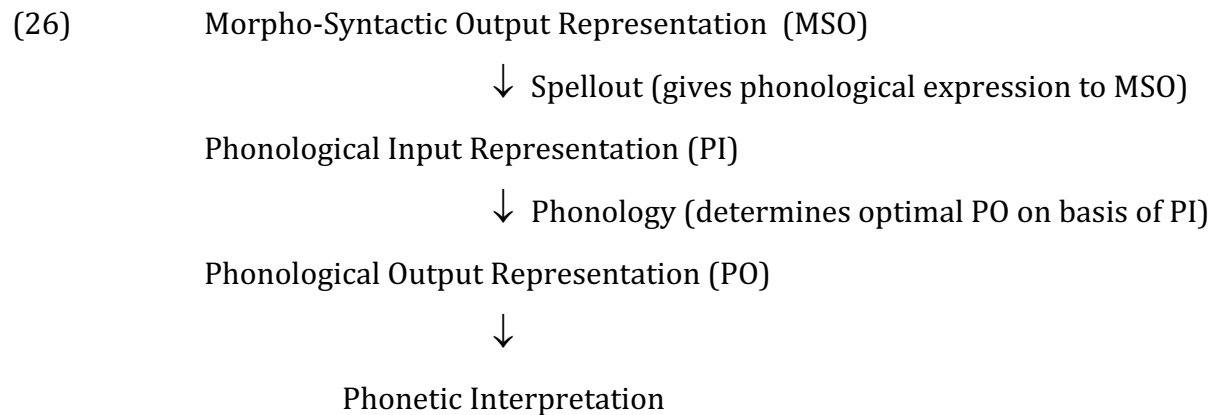 (26) Morpho-Syntactic Output Representation (MSO)
↓ Spellout (gives phonological expression to MSO)
Phonological Input Representation (PI)
↓ Phonology (determines optimal PO on basis of PI)
Phonological Output Representation (PO)
↓
Phonetic Interpretation